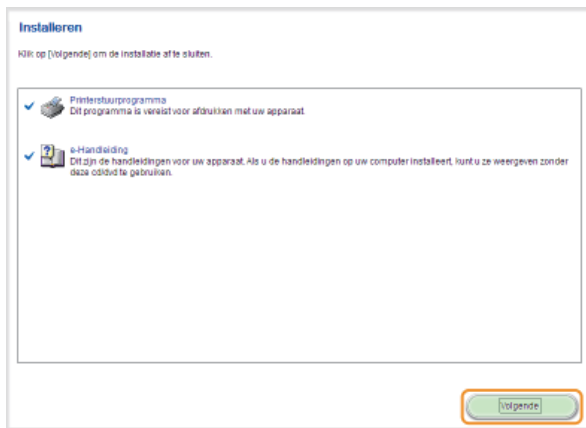 Installeren
Klik op [Volgende] om de installatie af te sluiten.
Printerstuurprogramma
Dit programma is vereist voor afdrukken met uw apparaat.
e-Handleiding
Dit zijn de handleidingen voor uw apparaat. Als u de handleidingen op uw computer installeert, kunt u ze weergeven zonder
deze cd/dvd te gebruiken.
Volgende